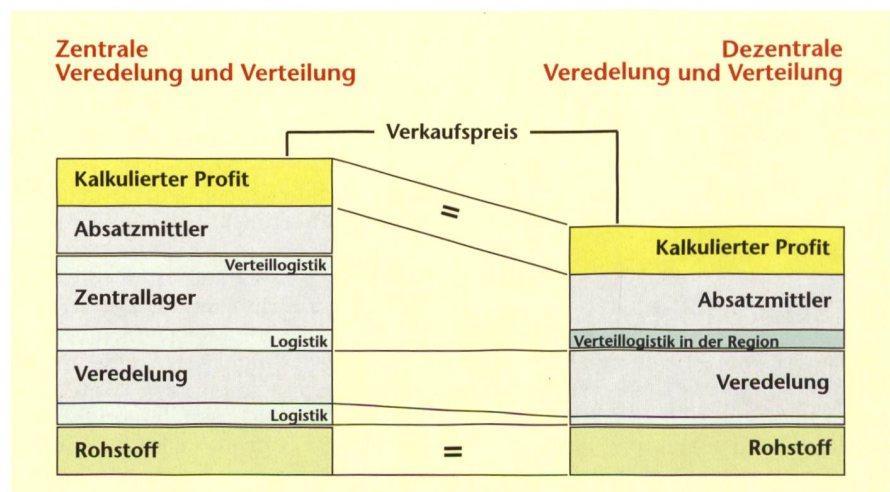 Zentrale
Veredelung und Verteilung
Dezentrale
Veredelung und Verteilung
Verkaufspreis
Kalkulierter Profit
Absatzmittler
Verteillogistik
Zentrallager
Logistik
Veredelung
Logistik
Rohstoff
=
=
Kalkulierter Profit
Absatzmittler
Verteillogistik in der Region
Veredelung
Rohstoff